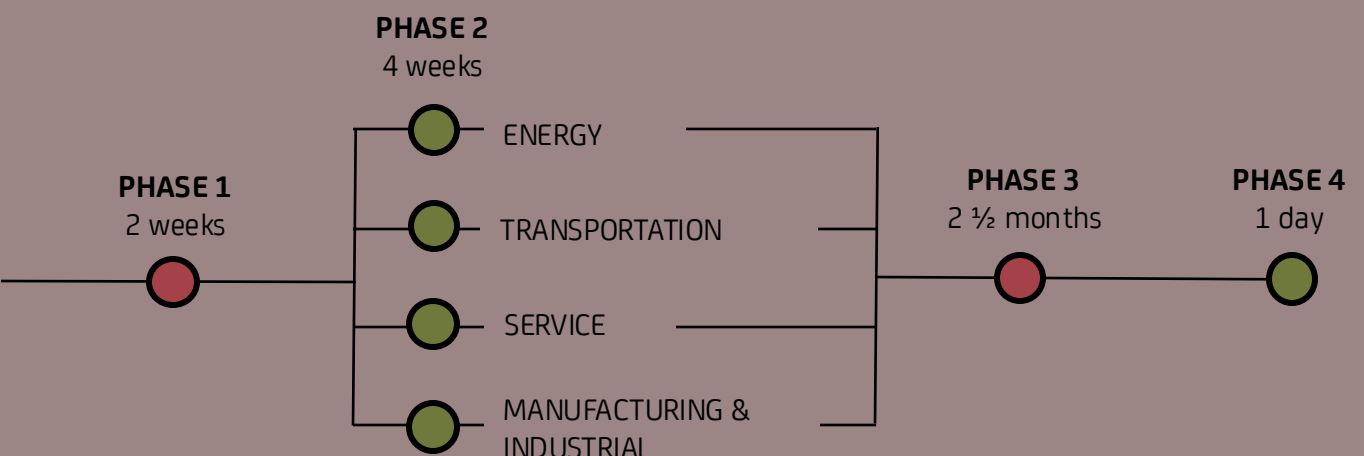 PHASE 2
4 weeks
ENERGY
PHASE 1
2 weeks
TRANSPORTATION
PHASE 3
2 ½ months
PHASE 4
1 day
SERVICE
MANUFACTURING &
INDUSTRIAL